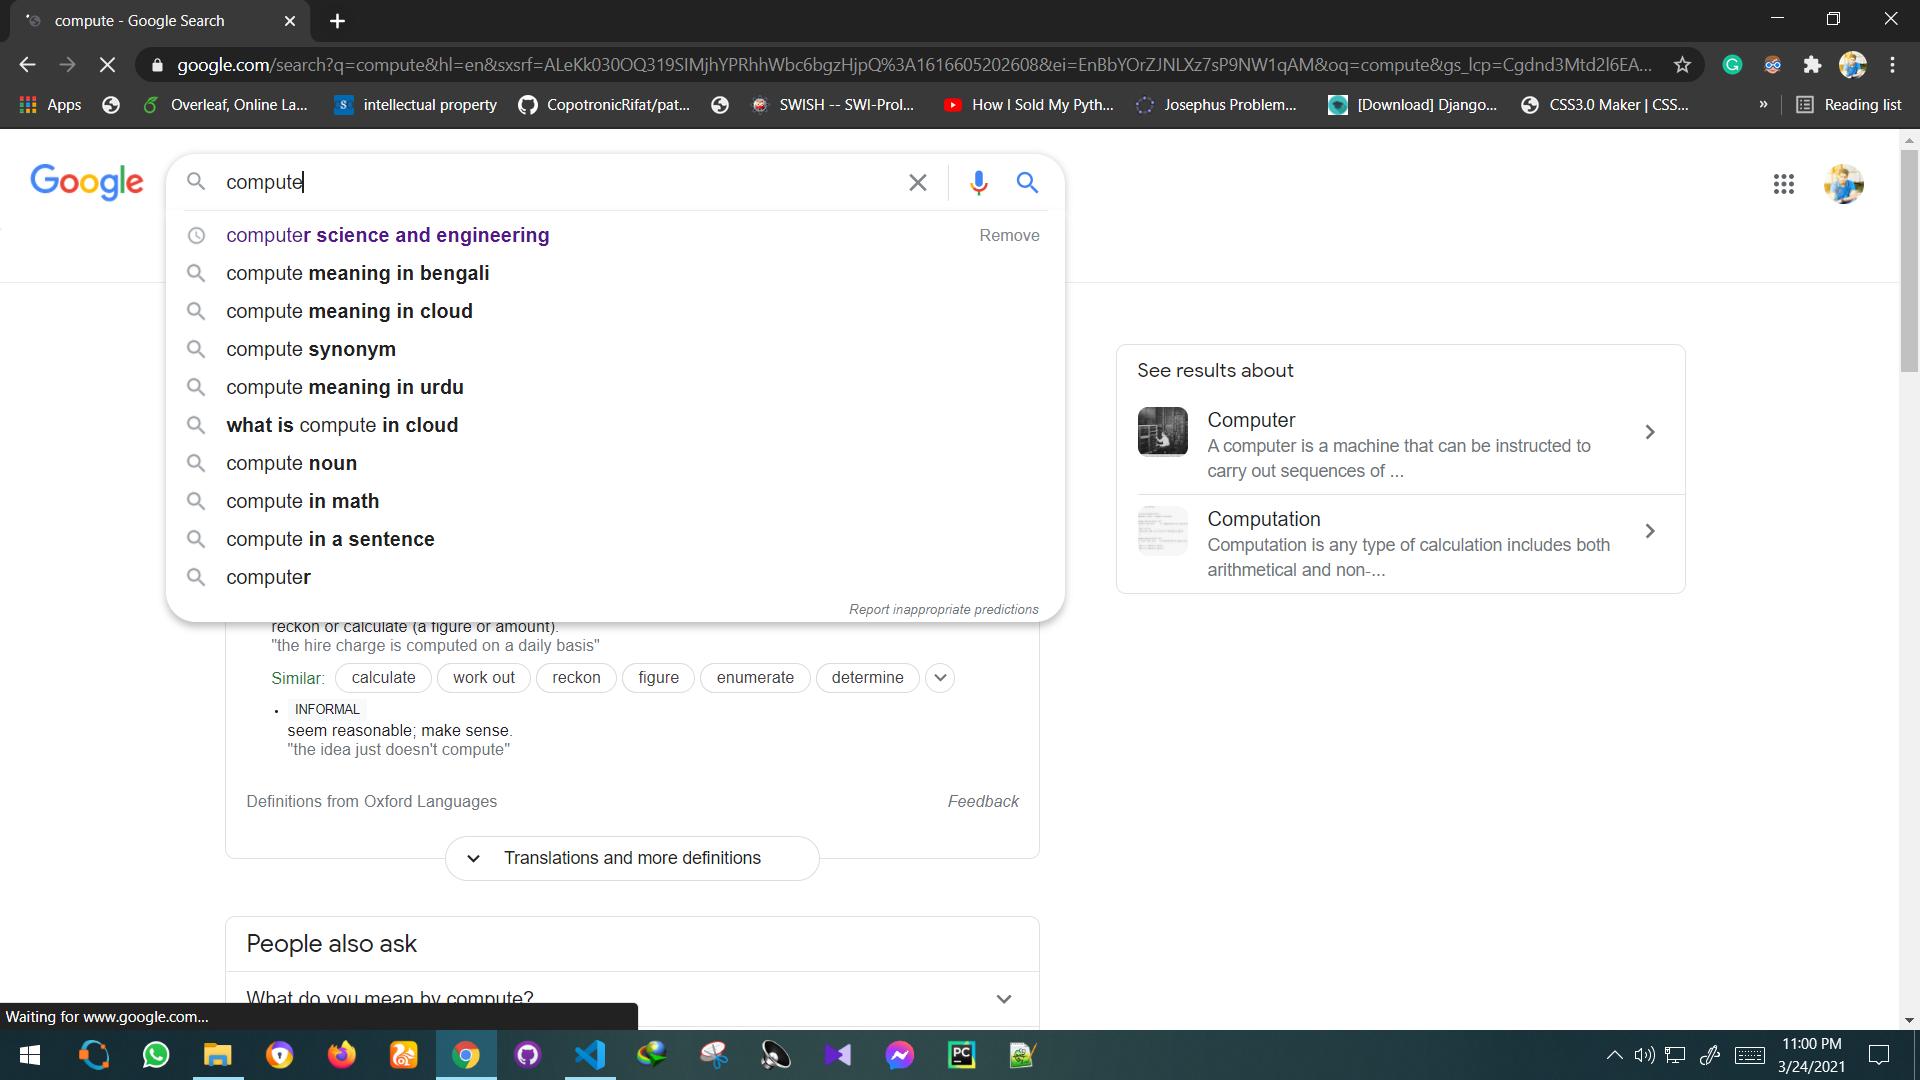 compute - Google Search
google.com/search?q=compute&hl=en&sxsrf=ALeKk030OQ319SIMjhYPRhhWbc6bgzHjpQ%3A1616605202608&ei=EnBbYOrZJNLXz7sP9NW1qAM&oq=compute&gs_lcp=Cgdnd3Mtd2l6EA...
Apps
Overleaf, Online La...
intellectual property
CopotronicRifat/pat...
SWISH -- SWI-Prol...
How I Sold My Pyth...
Josephus Problem...
[Download] Django...
CSS3.0 Maker | CSS...
»
Reading list
Google
compute
computer science and engineering
Remove
compute meaning in bengali
compute meaning in cloud
compute synonym
compute meaning in urdu
what is compute in cloud
compute noun
compute in math
compute in a sentence
computer
Report inappropriate predictions
See results about
Computer
A computer is a machine that can be instructed to
carry out sequences of ...
Computation
Computation is any type of calculation includes both
arithmetical and non-...
reckon or calculate (a figure or amount).
"the hire charge is computed on a daily basis"
Similar: calculate work out reckon figure enumerate determine
• INFORMAL
seem reasonable; make sense.
"the idea just doesn't compute"
Definitions from Oxford Languages
Feedback
Translations and more definitions
People also ask
What do you mean by compute?
Waiting for www.google.com...
PC
11:00 PM
3/24/2021